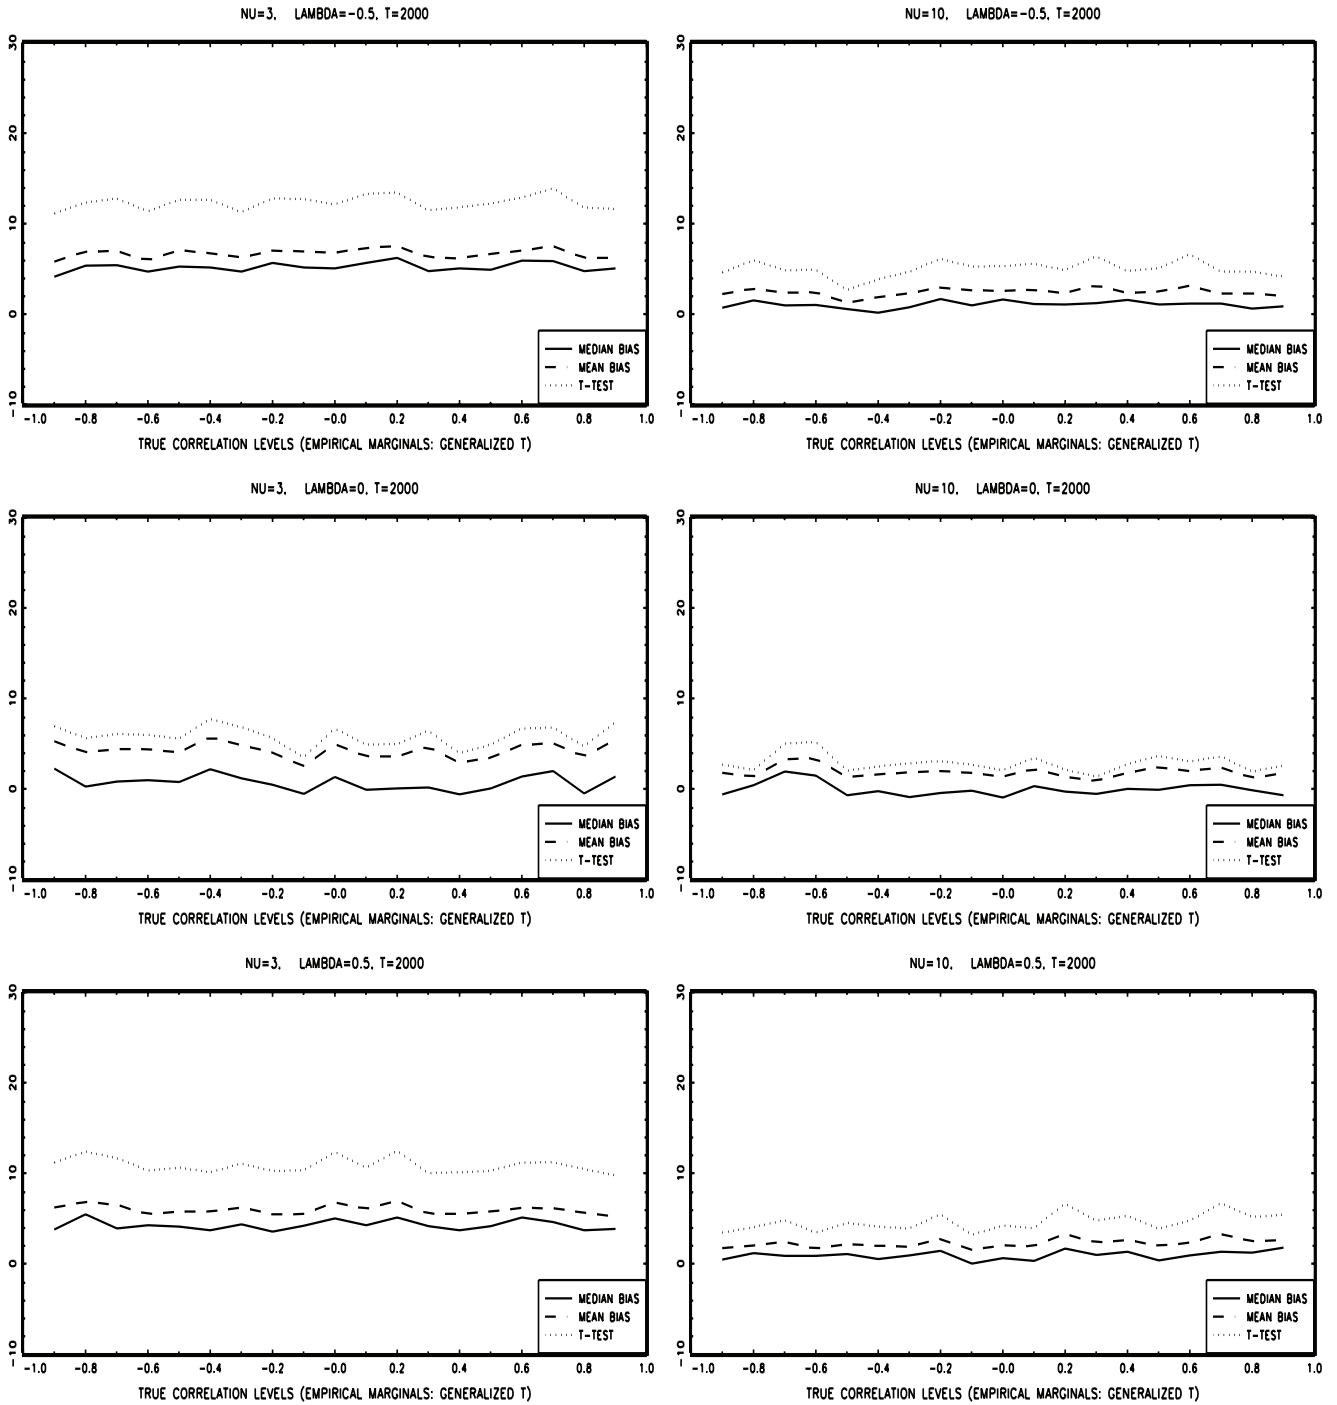 NU=3, LAMBDA=-0.5, T=2000
30
20
10
0
-10
-1.0 -0.8 -0.6 -0.4 -0.2 -0.0 0.2 0.4 0.6 0.8 1.0
MEDIAN BIAS
MEAN BIAS
T-TEST
TRUE CORRELATION LEVELS (EMPIRICAL MARGINALS: GENERALIZED T)
NU=10, LAMBDA=-0.5, T=2000
30
20
10
0
-10
-1.0 -0.8 -0.6 -0.4 -0.2 -0.0 0.2 0.4 0.6 0.8 1.0
MEDIAN BIAS
MEAN BIAS
T-TEST
TRUE CORRELATION LEVELS (EMPIRICAL MARGINALS: GENERALIZED T)
NU=3, LAMBDA=0, T=2000
30
20
10
0
-10
-1.0 -0.8 -0.6 -0.4 -0.2 -0.0 0.2 0.4 0.6 0.8 1.0
MEDIAN BIAS
MEAN BIAS
T-TEST
TRUE CORRELATION LEVELS (EMPIRICAL MARGINALS: GENERALIZED T)
NU=10, LAMBDA=0, T=2000
30
20
10
0
-10
-1.0 -0.8 -0.6 -0.4 -0.2 -0.0 0.2 0.4 0.6 0.8 1.0
MEDIAN BIAS
MEAN BIAS
T-TEST
TRUE CORRELATION LEVELS (EMPIRICAL MARGINALS: GENERALIZED T)
NU=3, LAMBDA=0.5, T=2000
30
20
10
0
-10
-1.0 -0.8 -0.6 -0.4 -0.2 -0.0 0.2 0.4 0.6 0.8 1.0
MEDIAN BIAS
MEAN BIAS
T-TEST
TRUE CORRELATION LEVELS (EMPIRICAL MARGINALS: GENERALIZED T)
NU=10, LAMBDA=0.5, T=2000
30
20
10
0
-10
-1.0 -0.8 -0.6 -0.4 -0.2 -0.0 0.2 0.4 0.6 0.8 1.0
MEDIAN BIAS
MEAN BIAS
T-TEST
TRUE CORRELATION LEVELS (EMPIRICAL MARGINALS: GENERALIZED T)